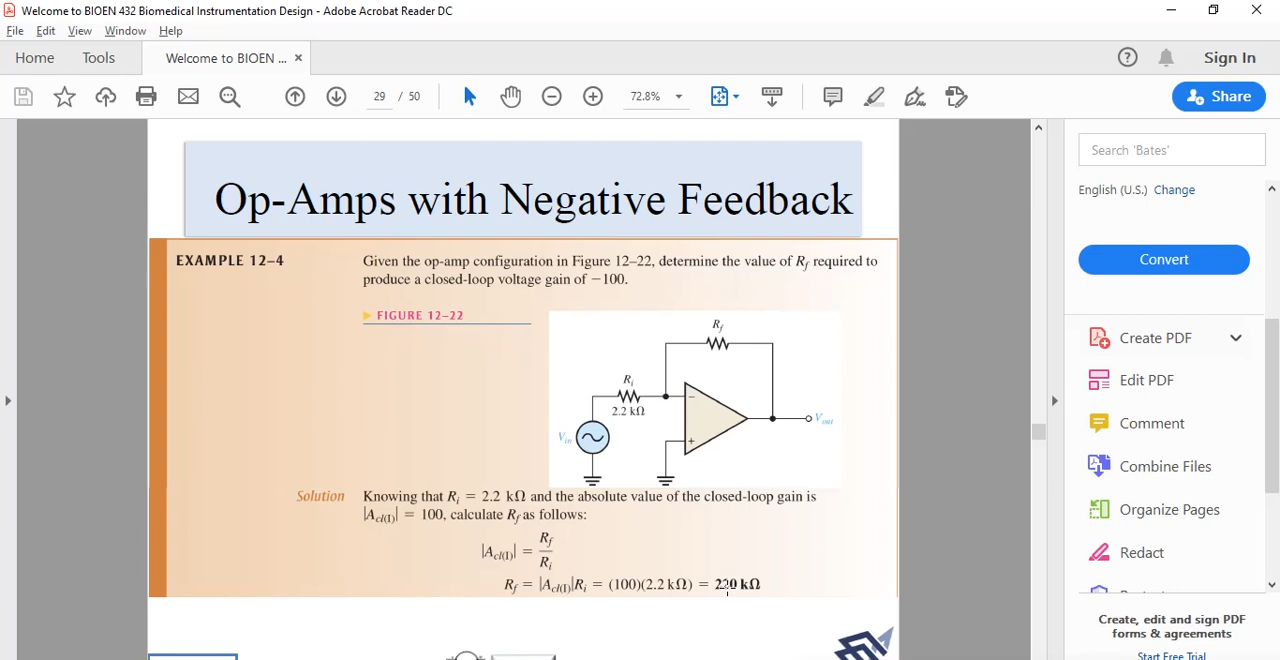 Welcome to BIOEN 432 Biomedical Instrumentation Design - Adobe Acrobat Reader DC
File Edit View Window Help
Home Tools Welcome to BIOEN ... × Sign In
29 / 50 72.8% Share
Search 'Bates'
English (U.S.) Change
Convert
Create PDF
Edit PDF
Comment
Combine Files
Organize Pages
Redact
Create, edit and sign PDF
forms & agreements
Start Free Trial
Op-Amps with Negative Feedback
EXAMPLE 12–4
Given the op-amp configuration in Figure 12–22, determine the value of Rf required to
produce a closed-loop voltage gain of −100.
▶ FIGURE 12–22
Rf
Ri
2.2 kΩ
Vin
−
+
Vout
Solution
Knowing that Ri = 2.2 kΩ and the absolute value of the closed-loop gain is
|Acl(I)| = 100, calculate Rf as follows:
|Acl(I)| = Rf / Ri
Rf = |Acl(I)|Ri = (100)(2.2 kΩ) = 220 kΩ